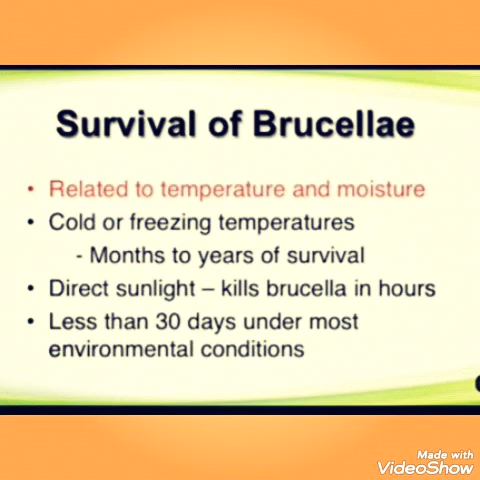 Survival of Brucellae
• Related to temperature and moisture
• Cold or freezing temperatures
- Months to years of survival
• Direct sunlight – kills brucella in hours
• Less than 30 days under most
environmental conditions
Made with
VideoShow